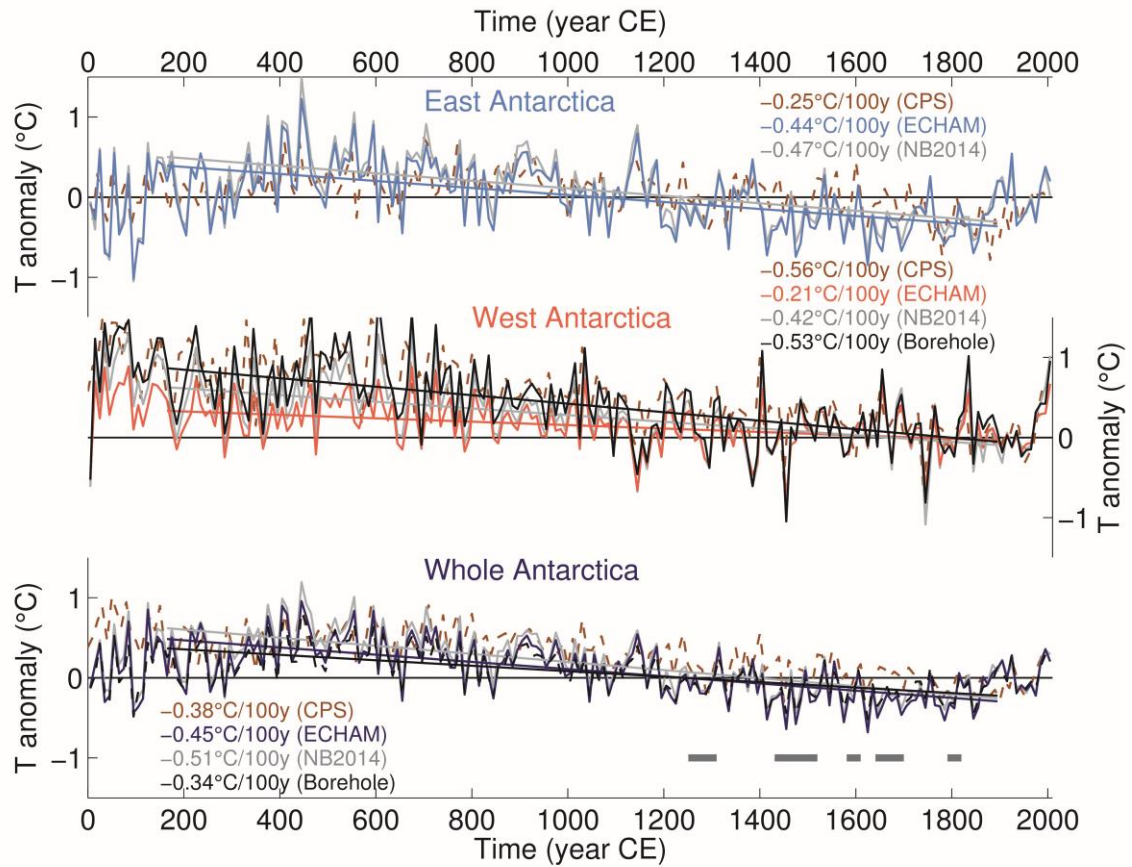 Time (year CE)
0 200 400 600 800 1000 1200 1400 1600 1800 2000
T anomaly (°C)
1
0
−1
East Antarctica
−0.25°C/100y (CPS)
−0.44°C/100y (ECHAM)
−0.47°C/100y (NB2014)
West Antarctica
−0.56°C/100y (CPS)
−0.21°C/100y (ECHAM)
−0.42°C/100y (NB2014)
−0.53°C/100y (Borehole)
1
0
−1
T anomaly (°C)
Whole Antarctica
T anomaly (°C)
1
0
−1
−0.38°C/100y (CPS)
−0.45°C/100y (ECHAM)
−0.51°C/100y (NB2014)
−0.34°C/100y (Borehole)
0 200 400 600 800 1000 1200 1400 1600 1800 2000
Time (year CE)